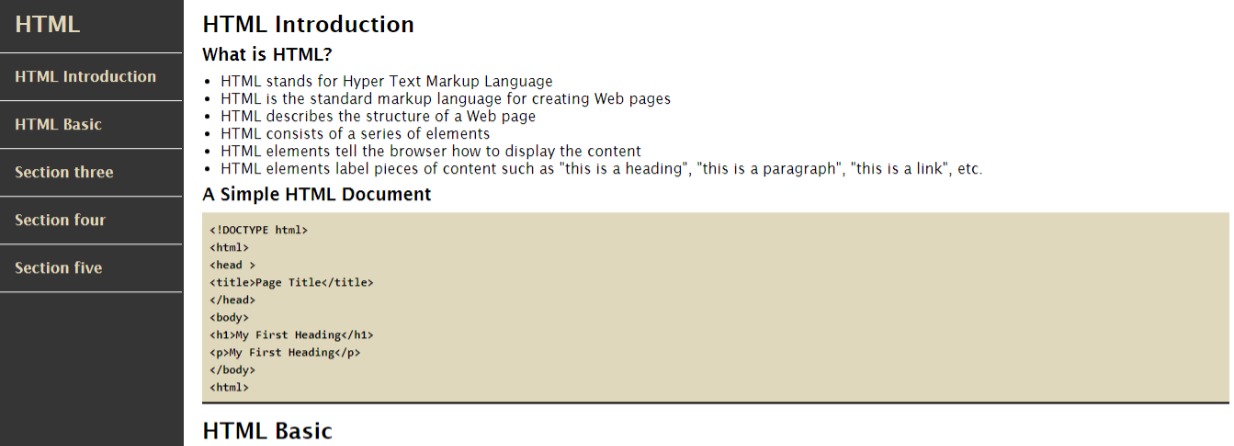 HTML
HTML Introduction
HTML Basic
Section three
Section four
Section five
HTML Introduction
What is HTML?
• HTML stands for Hyper Text Markup Language
• HTML is the standard markup language for creating Web pages
• HTML describes the structure of a Web page
• HTML consists of a series of elements
• HTML elements tell the browser how to display the content
• HTML elements label pieces of content such as "this is a heading", "this is a paragraph", "this is a link", etc.
A Simple HTML Document
<!DOCTYPE html>
<html>
<head >
<title>Page Title</title>
</head>
<body>
<h1>My First Heading</h1>
<p>My First Heading</p>
</body>
<html>
HTML Basic